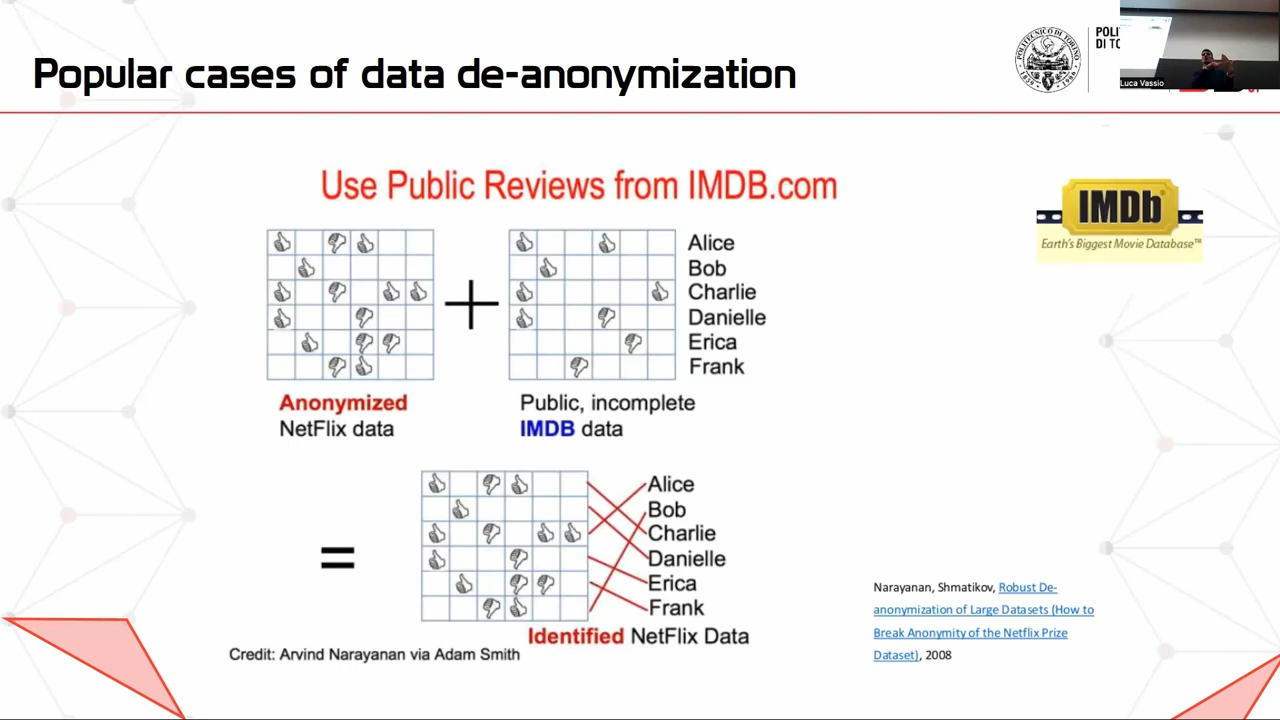 Popular cases of data de-anonymization
POLI
DI TO
Luca Vassio
Use Public Reviews from IMDB.com
IMDb
Earth's Biggest Movie Database™
Alice
Bob
Charlie
Danielle
Erica
Frank
Anonymized
NetFlix data
Public, incomplete
IMDB data
Alice
Bob
Charlie
Danielle
Erica
Frank
Identified NetFlix Data
Credit: Arvind Narayanan via Adam Smith
Narayanan, Shmatikov, Robust De-
anonymization of Large Datasets (How to
Break Anonymity of the Netflix Prize
Dataset), 2008